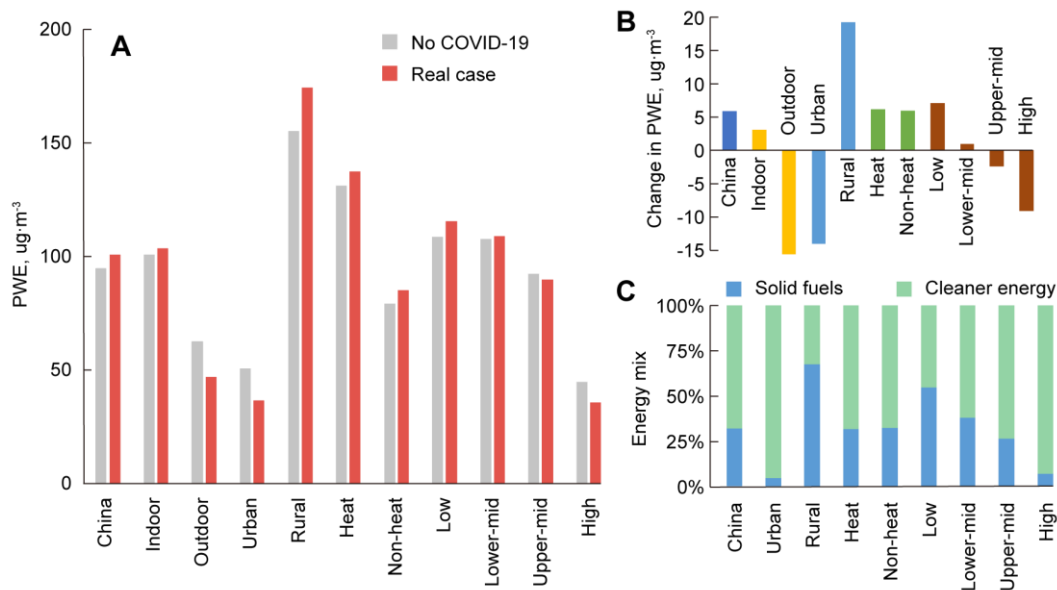 A
No COVID-19
Real case
PWE, ug·m-3
200
150
100
50
0
China
Indoor
Outdoor
Urban
Rural
Heat
Non-heat
Low
Lower-mid
Upper-mid
High
B
Change in PWE, ug·m-3
20
15
10
5
0
-5
-10
-15
China
Indoor
Outdoor
Urban
Rural
Heat
Non-heat
Low
Lower-mid
Upper-mid
High
C
Solid fuels
Cleaner energy
Energy mix
100%
75%
50%
25%
0%
China
Urban
Rural
Heat
Non-heat
Low
Lower-mid
Upper-mid
High